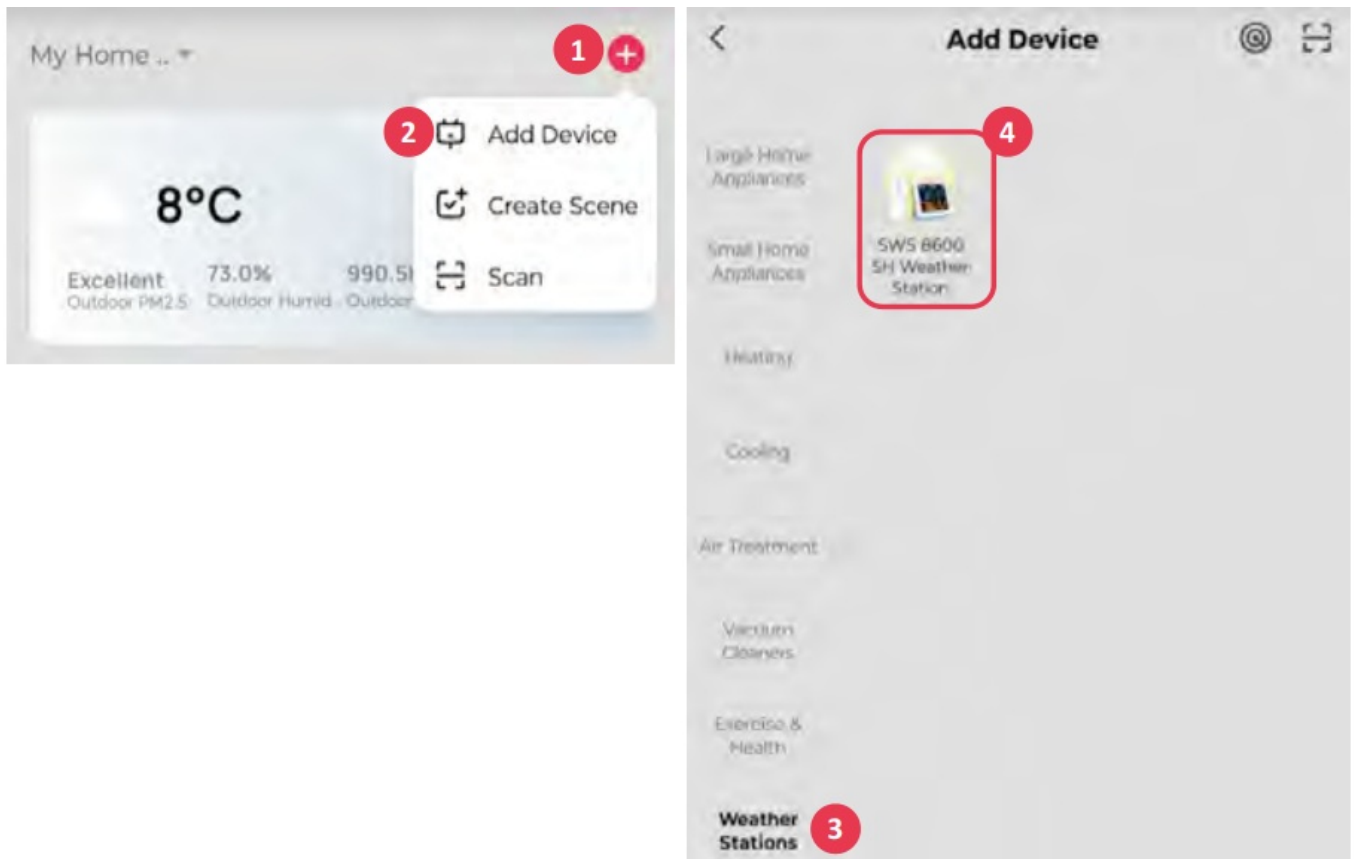 My Home ..
1
2
Add Device
8°C
Create Scene
Excellent
73.0%
990.5
Scan
Outdoor PM2.5
Outdoor Humid
Outdoor
Add Device
4
Large Home
Appliances
Small Home
Appliances
SWS 8600
SH Weather
Station
Heating
Cooling
Air Treatment
Vacuum
Cleaners
Exercise &
Health
Weather
Stations
3